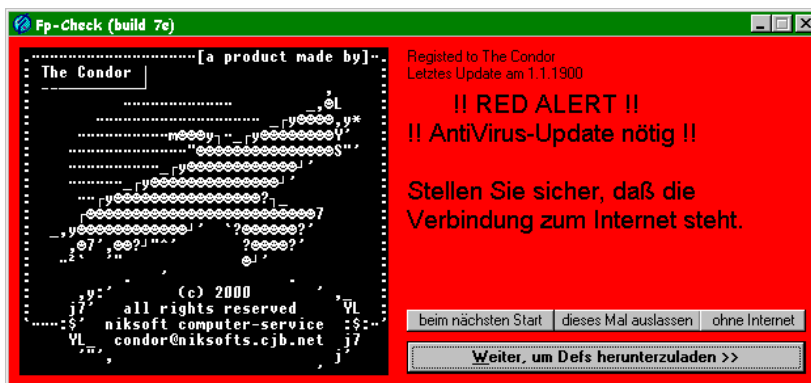 Fp-Check (build 7e)
[a product made by]
The Condor
(c) 2000
all rights reserved
niksoft computer-service
condor@niksofts.cjb.net
Registed to The Condor
Letztes Update am 1.1.1900
!! RED ALERT !!
!! AntiVirus-Update nötig !!
Stellen Sie sicher, daß die
Verbindung zum Internet steht.
beim nächsten Start
dieses Mal auslassen
ohne Internet
Weiter, um Defs herunterzuladen >>